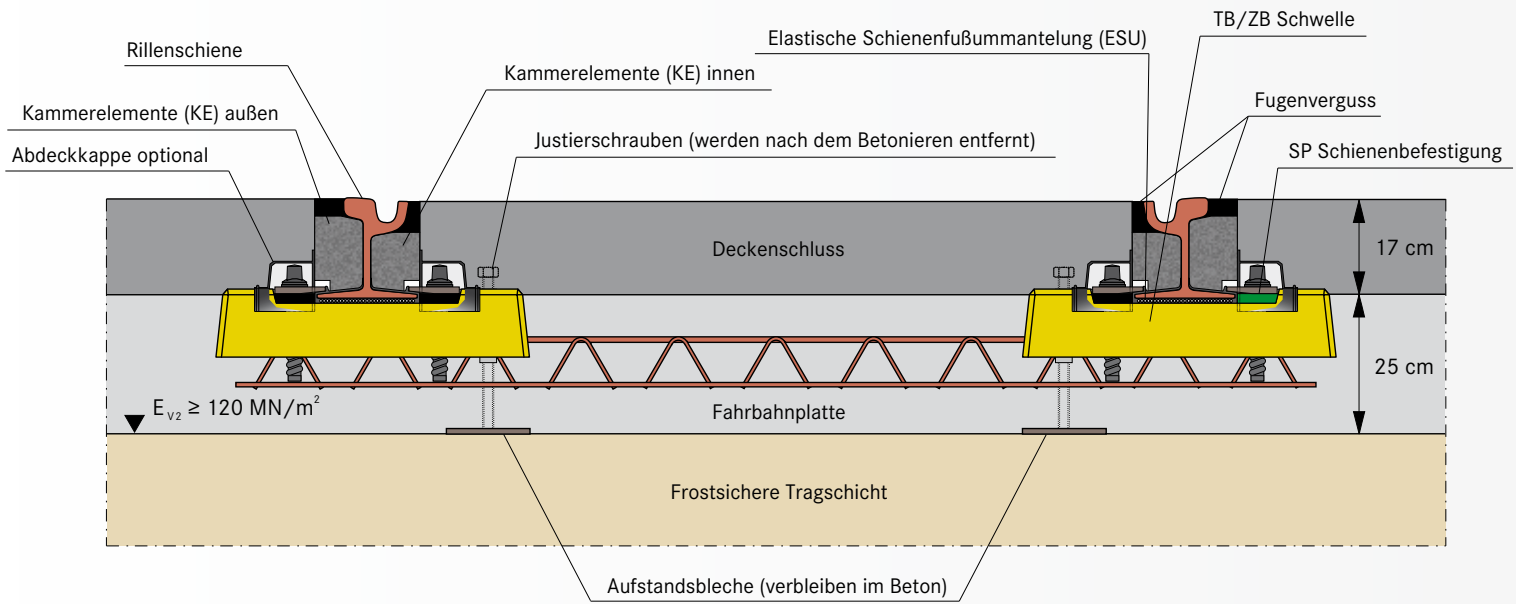 TB/ZB Schwelle
Elastische Schienenfußummantelung (ESU)
Rillenschiene
Kammerelemente (KE) innen
Kammerelemente (KE) außen
Fugenverguss
Justierschrauben (werden nach dem Betonieren entfernt)
Abdeckkappe optional
SP Schienenbefestigung
Deckenschluss
17 cm
25 cm
E_V2 ≥ 120 MN/m²
Fahrbahnplatte
Frostsichere Tragschicht
Aufstandsbleche (verbleiben im Beton)